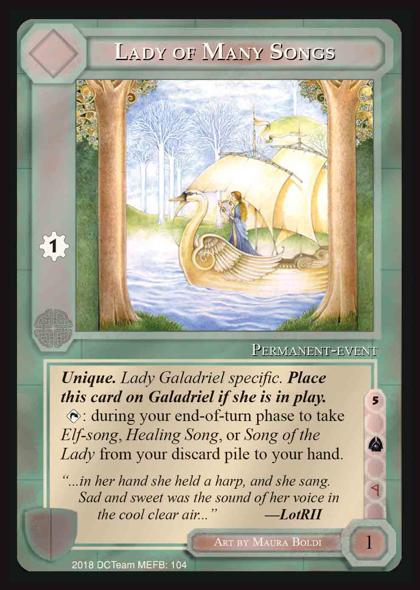 Lady of Many Songs
1
Permanent-event
Unique. Lady Galadriel specific. Place
this card on Galadriel if she is in play.
: during your end-of-turn phase to take
Elf-song, Healing Song, or Song of the
Lady from your discard pile to your hand.
"...in her hand she held a harp, and she sang.
Sad and sweet was the sound of her voice in
the cool clear air..." —LotRII
5
Art by Maura Boldi
1
2018 DCTeam MEFB: 104